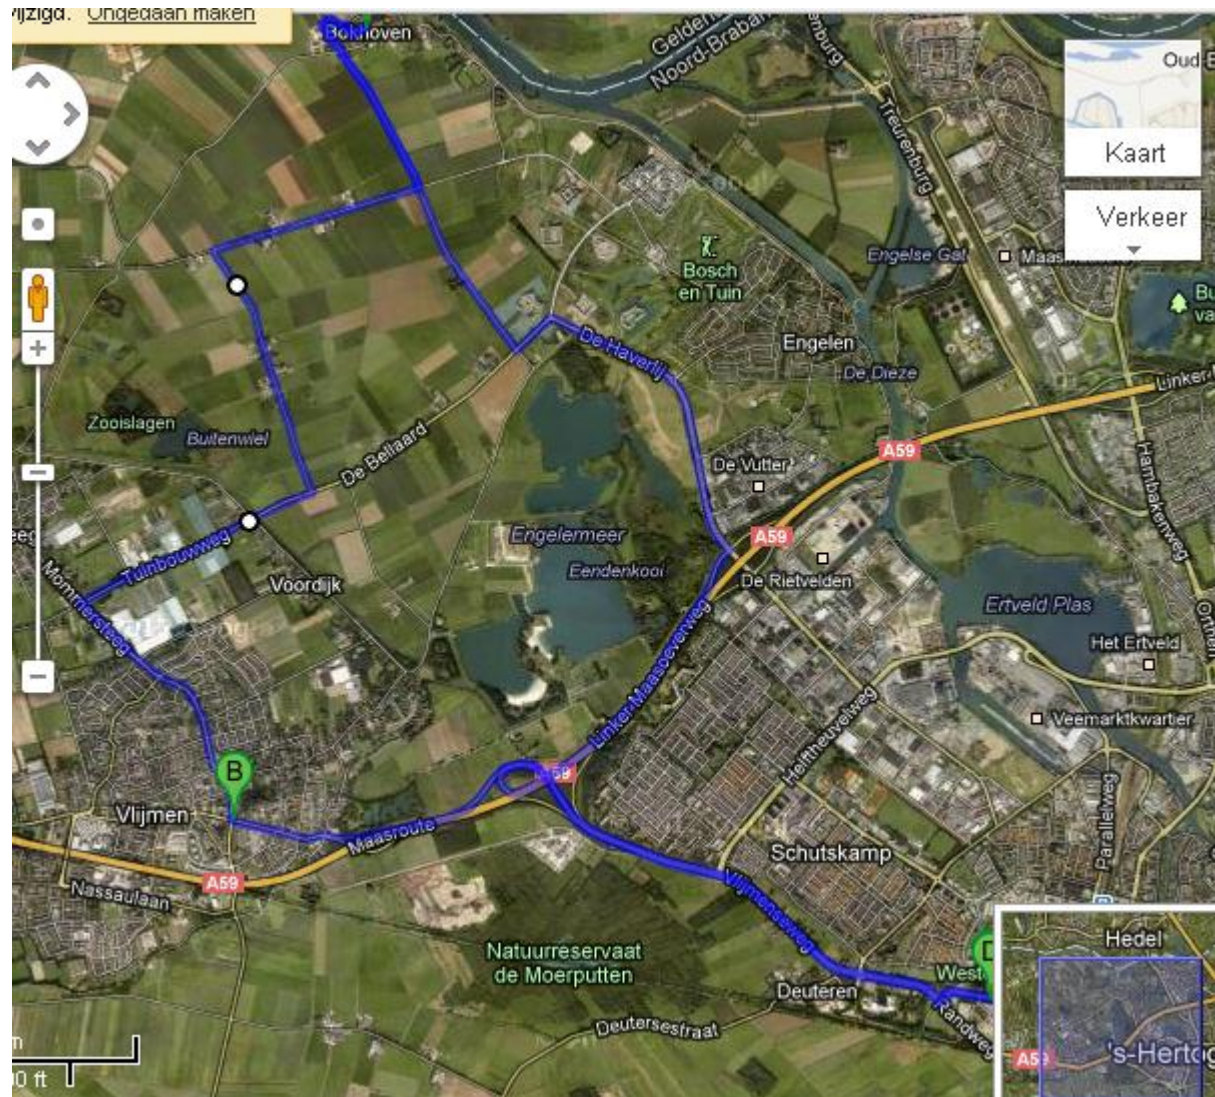 Ongedaan maken
Bokhoven
Noord-Braban
Treurenburg
Kaart
Verkeer
Engelse Gat
Bosch
en Tuin
Engelen
De Haverlij
De Dieze
A59
Zooislagen
Buitenwiel
De Bellaard
De Vutter
Hambakenweg
A59
Engelermeer
Eendenkooi
De Rietvelden
Tuinbouwweg
Voordijk
Mommersteeg
Ertveld Plas
Het Ertveld
Linker Maasoeverweg
Veemarktkwartier
Helftheuvelweg
B
Vlijmen
Maasroute
Parallelweg
Schutskamp
A59
Nassaulaan
Vlijmenseweg
Natuurreservaat
de Moerputten
Deuteren
Randweg
Deutersestraat
Hedel
A59
's-Hertog